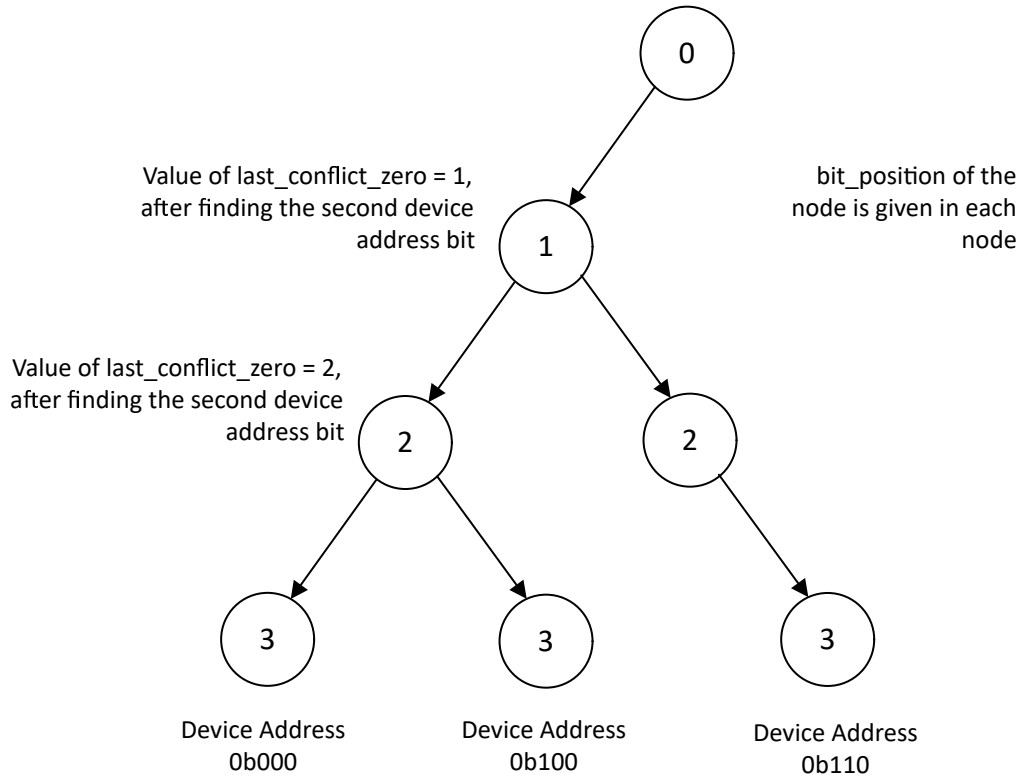 0
Value of last_conflict_zero = 1,
after finding the second device
address bit
bit_position of the
node is given in each
node
1
Value of last_conflict_zero = 2,
after finding the second device
address bit
2
2
3
3
3
Device Address
0b000
Device Address
0b100
Device Address
0b110